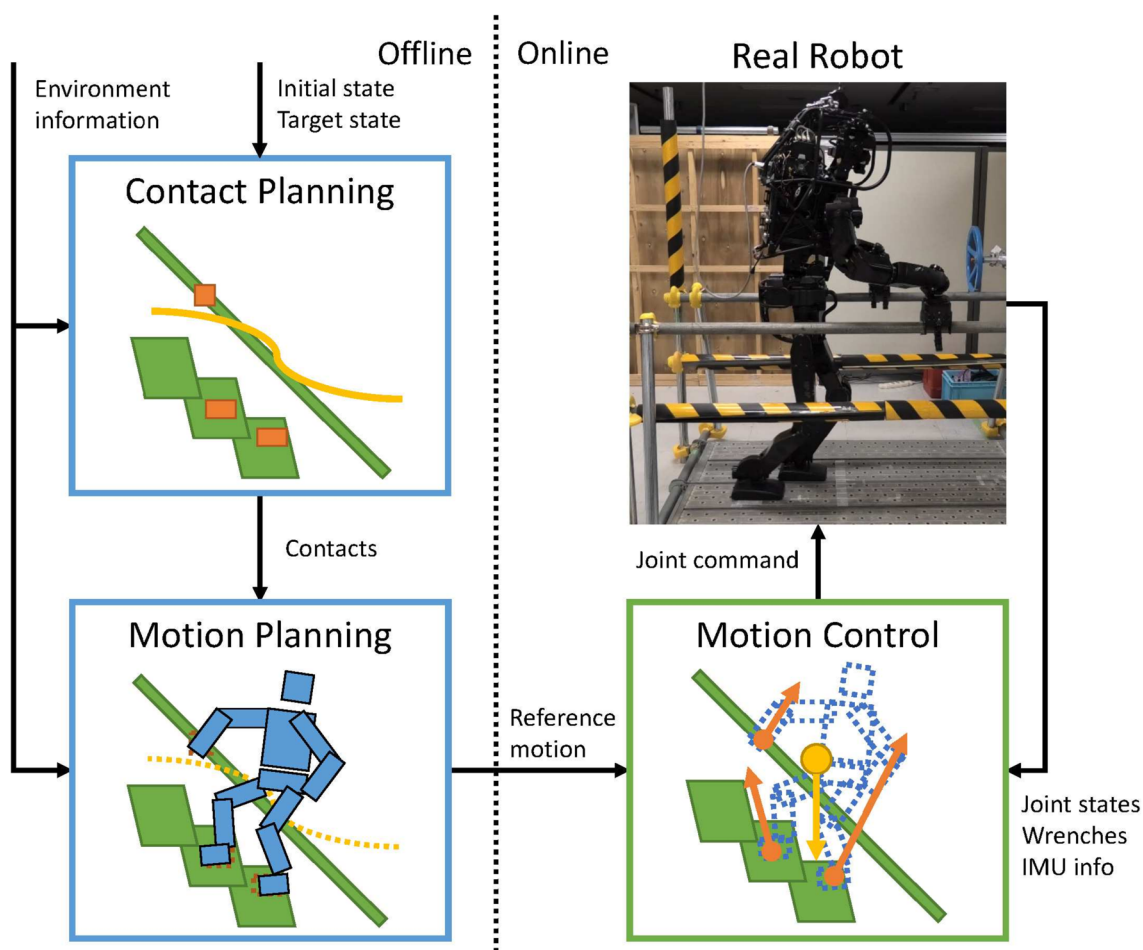 Offline
Online
Real Robot
Environment
information
Initial state
Target state
Contact Planning
Contacts
Joint command
Motion Planning
Reference
motion
Motion Control
Joint states
Wrenches
IMU info